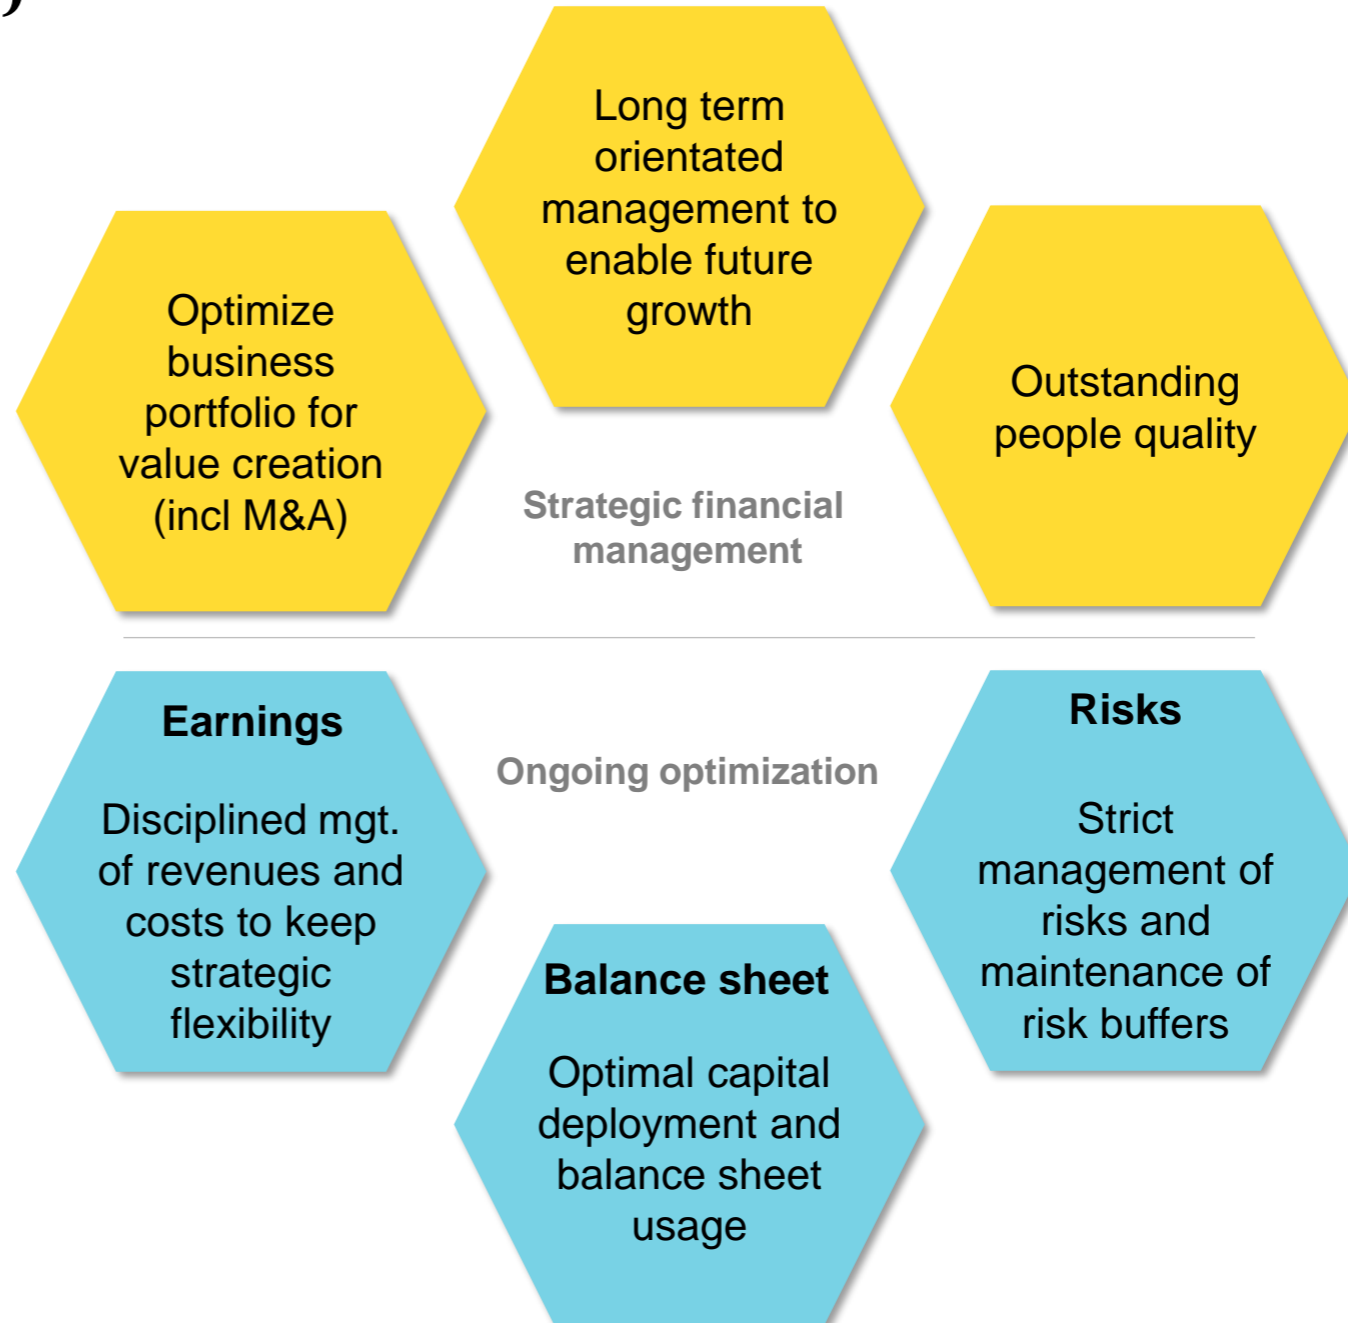 Long term
orientated
management to
enable future
growth
Optimize
business
portfolio for
value creation
(incl M&A)
Outstanding
people quality
Strategic financial
management
Earnings
Disciplined mgt.
of revenues and
costs to keep
strategic
flexibility
Ongoing optimization
Risks
Strict
management of
risks and
maintenance of
risk buffers
Balance sheet
Optimal capital
deployment and
balance sheet
usage